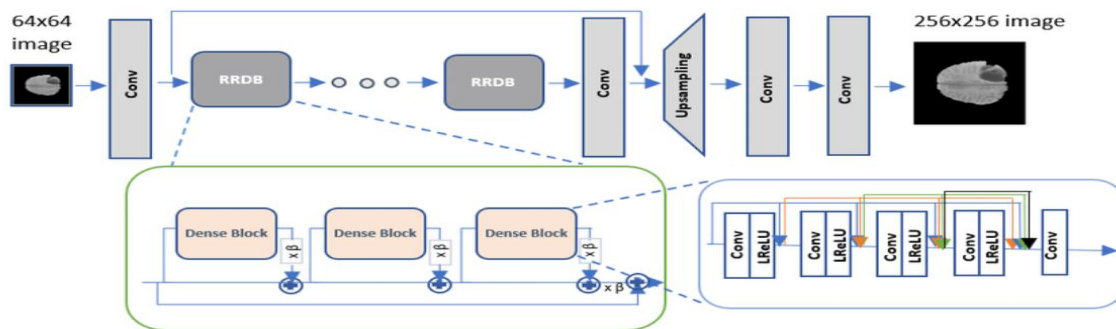 64x64
image
256x256 image
Conv
RRDB
RRDB
Conv
Upsampling
Conv
Conv
Dense Block
x β
Dense Block
x β
Dense Block
x β
x β
Conv
LReLU
Conv
LReLU
Conv
LReLU
Conv
LReLU
Conv